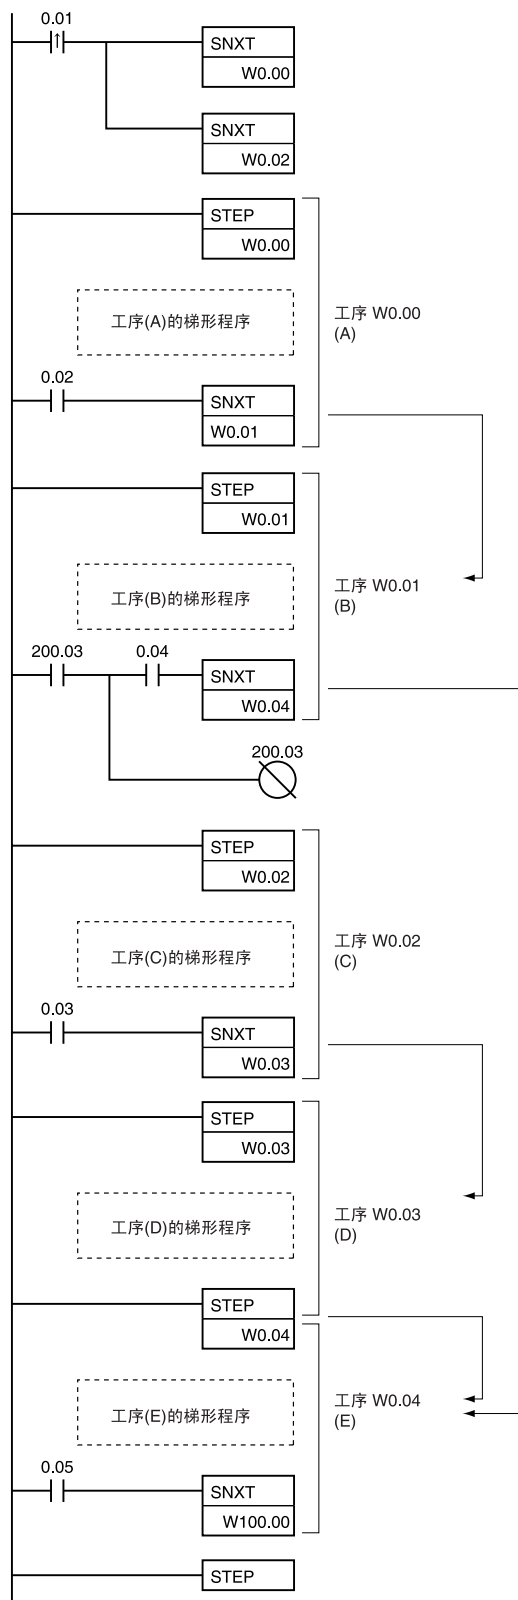 0.01
SNXT
W0.00
SNXT
W0.02
STEP
W0.00
工序(A)的梯形程序
工序 W0.00
(A)
0.02
SNXT
W0.01
STEP
W0.01
工序(B)的梯形程序
工序 W0.01
(B)
200.03
0.04
SNXT
W0.04
200.03
STEP
W0.02
工序(C)的梯形程序
工序 W0.02
(C)
0.03
SNXT
W0.03
STEP
W0.03
工序(D)的梯形程序
工序 W0.03
(D)
STEP
W0.04
工序(E)的梯形程序
工序 W0.04
(E)
0.05
SNXT
W100.00
STEP